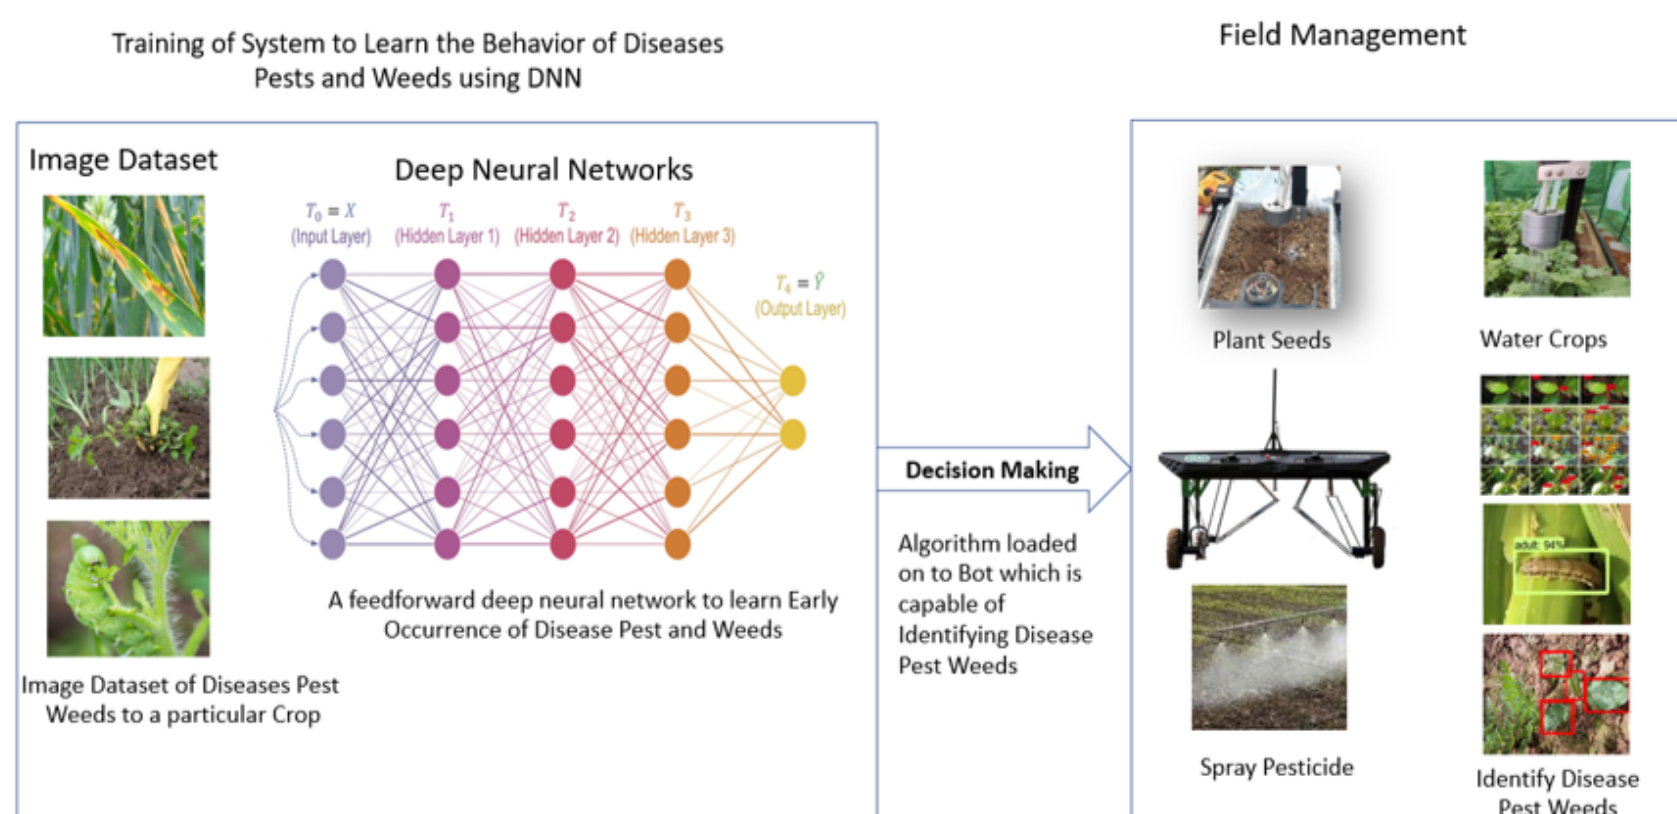 Training of System to Learn the Behavior of Diseases
Pests and Weeds using DNN
Field Management
Image Dataset
Deep Neural Networks
T₀ = X
(Input Layer)
T₁
(Hidden Layer 1)
T₂
(Hidden Layer 2)
T₃
(Hidden Layer 3)
T₄ = Ŷ
(Output Layer)
A feedforward deep neural network to learn Early
Occurrence of Disease Pest and Weeds
Image Dataset of Diseases Pest
Weeds to a particular Crop
Decision Making
Algorithm loaded
on to Bot which is
capable of
Identifying Disease
Pest Weeds
Plant Seeds
Water Crops
adult: 94%
Spray Pesticide
Identify Disease
Pest Weeds